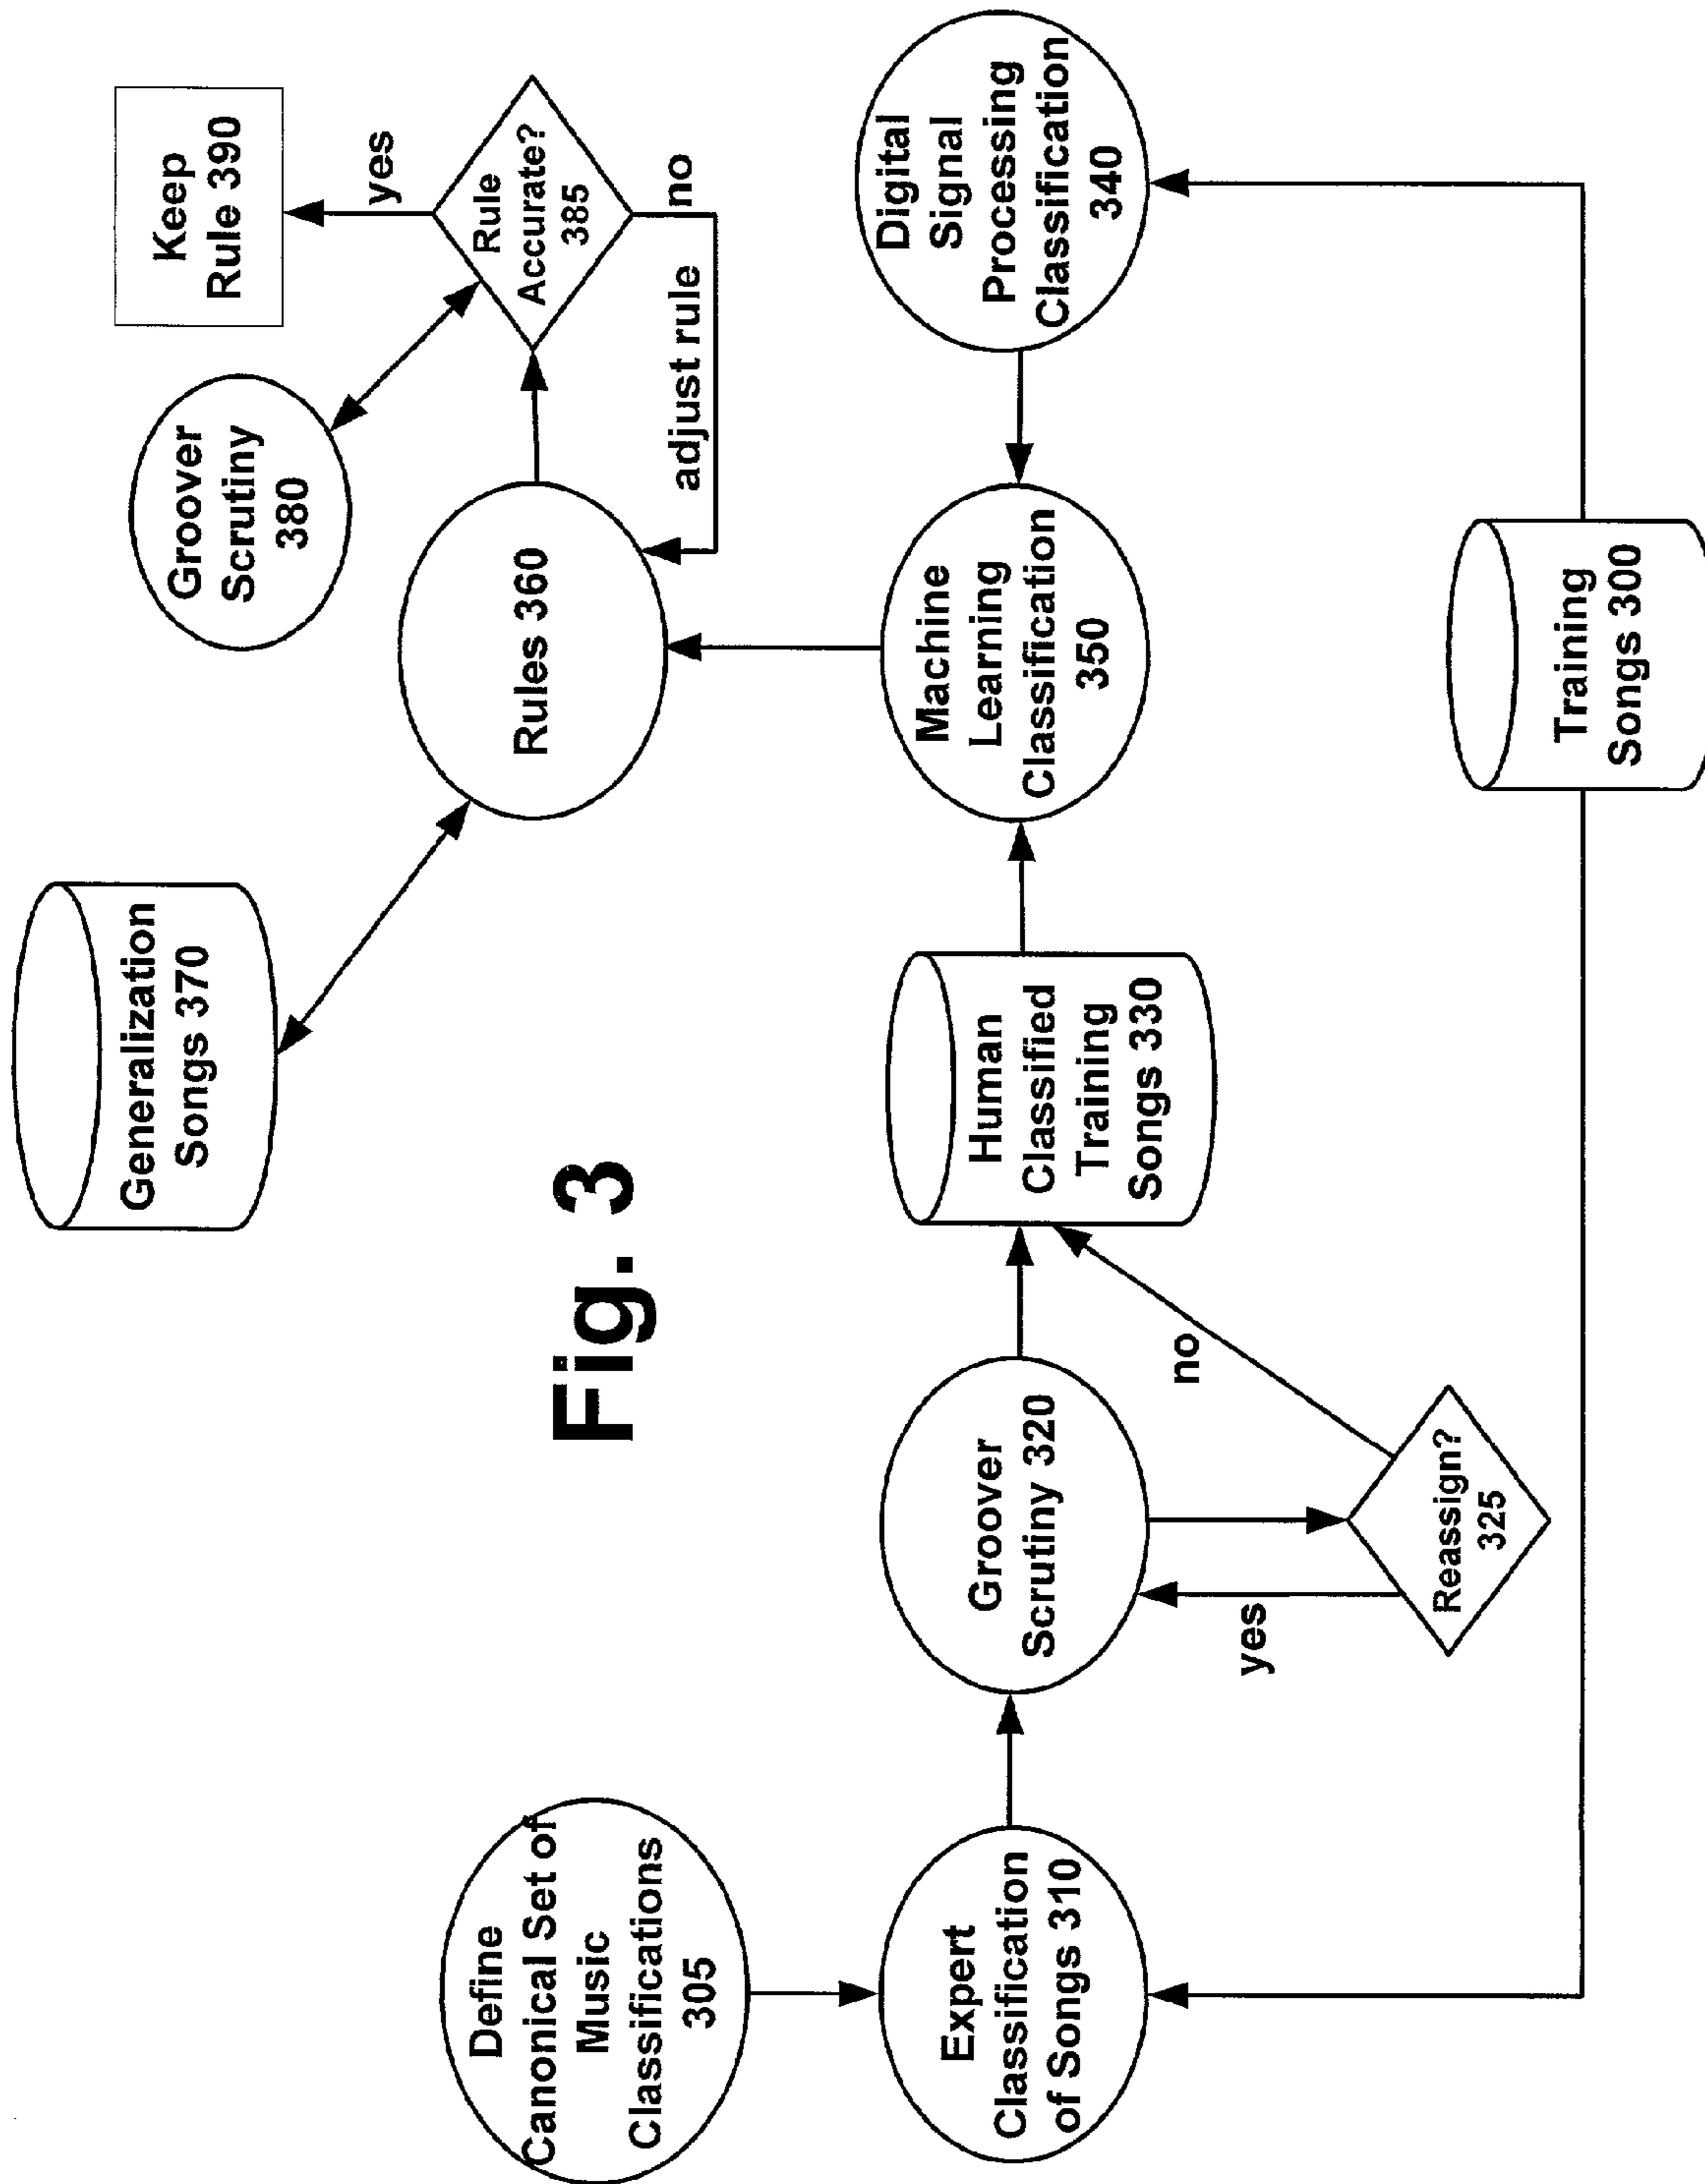 Define
Canonical Set of
Music
Classifications
305
Expert
Classification
of Songs 310
Groover
Scrutiny 320
yes
Reassign?
325
no
Human
Classified
Training
Songs 330
Generalization
Songs 370
Fig. 3
Rules 360
Machine
Learning
Classification
350
Training
Songs 300
Groover
Scrutiny
380
Keep
Rule 390
yes
Rule
Accurate?
385
no
adjust rule
Digital
Signal
Processing
Classification
340